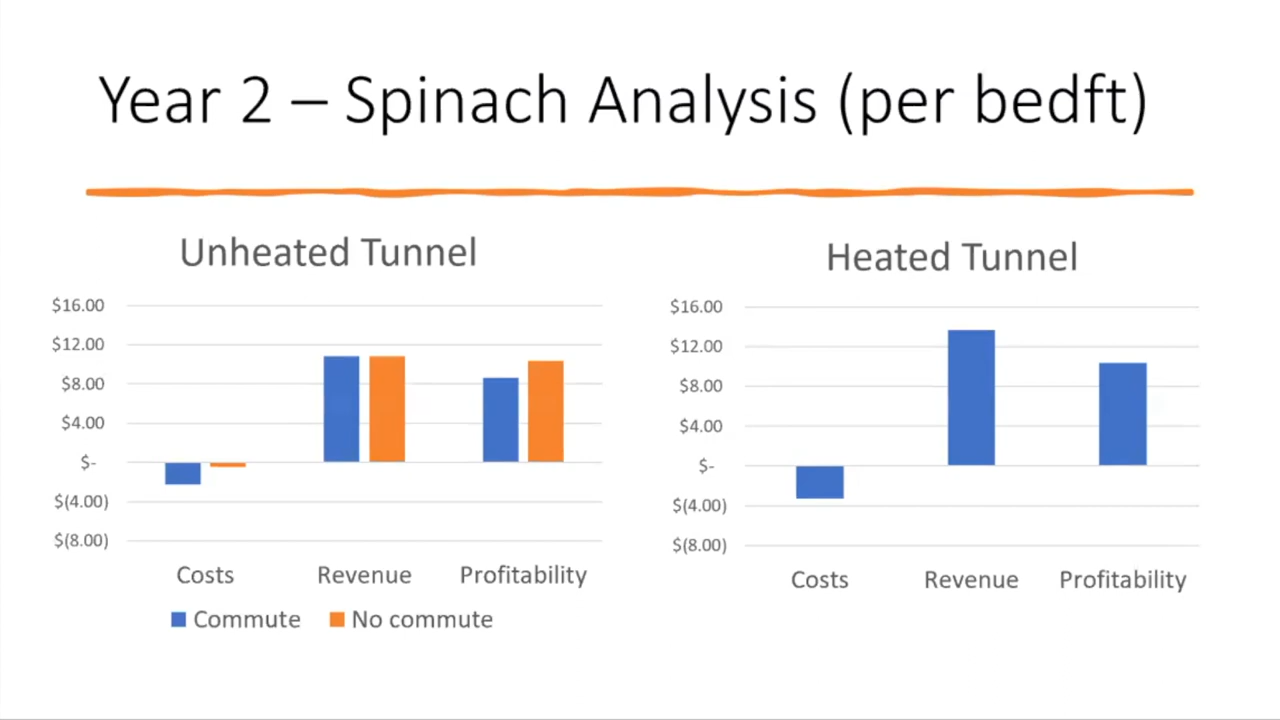 Year 2 – Spinach Analysis (per bedft)
Unheated Tunnel
$16.00
$12.00
$8.00
$4.00
$-
$(4.00)
$(8.00)
Costs Revenue Profitability
Commute No commute
Heated Tunnel
$16.00
$12.00
$8.00
$4.00
$-
$(4.00)
$(8.00)
Costs Revenue Profitability